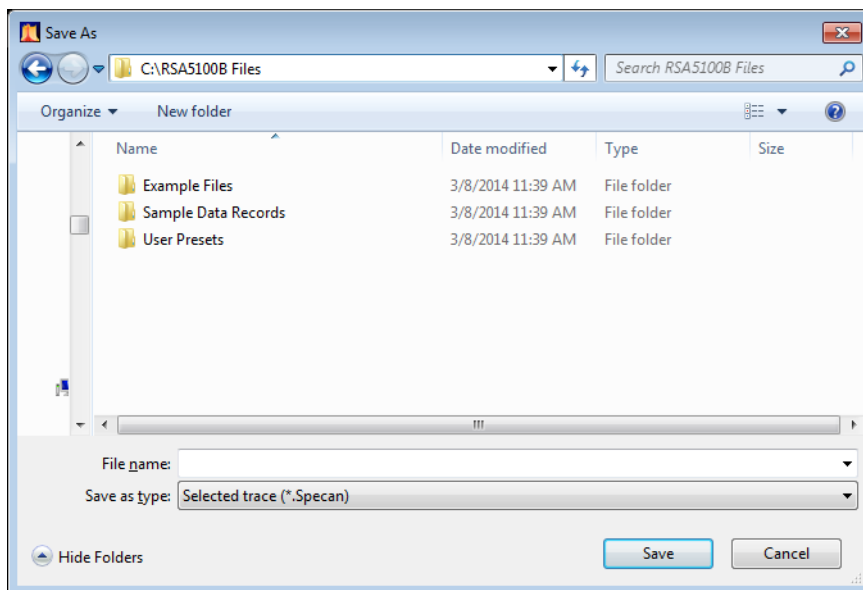 Save As
C:\RSA5100B Files
Search RSA5100B Files
Organize
New folder
Name Date modified Type Size
Example Files 3/8/2014 11:39 AM File folder
Sample Data Records 3/8/2014 11:39 AM File folder
User Presets 3/8/2014 11:39 AM File folder
File name:
Save as type: Selected trace (*.Specan)
Hide Folders
Save
Cancel